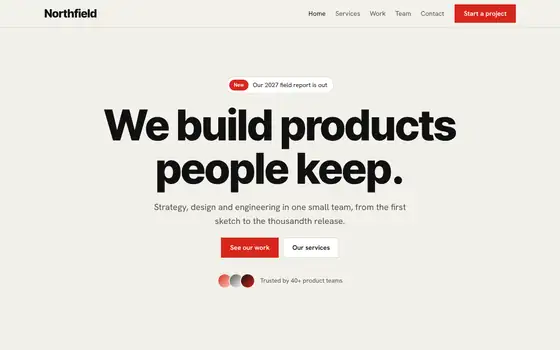 Northfield
Home Services Work Team Contact Start a project
New Our 2027 field report is out
We build products
people keep.
Strategy, design and engineering in one small team, from the first
sketch to the thousandth release.
See our work Our services
Trusted by 40+ product teams